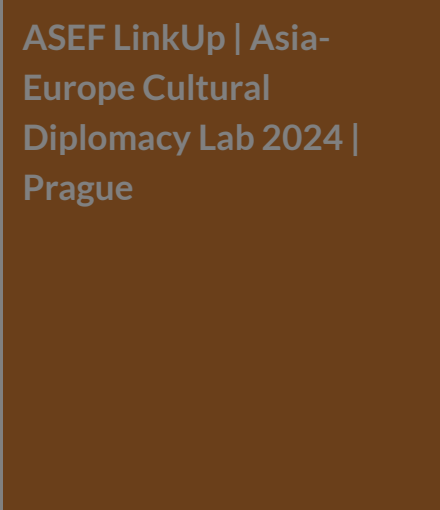 ASEF LinkUp | Asia-
Europe Cultural
Diplomacy Lab 2024 |
Prague